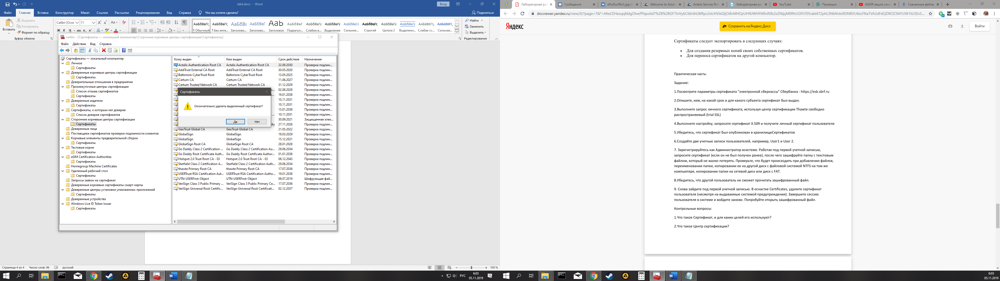 lab4.docx - Word
Вход
Файл Главная Вставка Конструктор Макет Ссылки Рассылки Рецензирование Вид Справка Что вы хотите сделать? Поделиться
Вставить
Вырезать
Копировать
Формат по образцу
Буфер обмена
Calibri (Оснс 11
АаБбВвГг, АаБбВвГг, АаБбВı АаБбВвГ АаЬ АаБбВвГ АаБбВвГг АаБбВвГг АаБбВвГг АаБбВвГг, АаБбВвГг АаБбВвГг АаБбВвГг, АаБбВвГг,
¶ Обычный ¶ Без инте... Заголово... Заголово... Заголовок Подзагол... Слабое в... Выделение Сильное... Строгий Цитата 2 Выделенн... Слабая сс... Сильная...
Найти
Заменить
Выделить
Редактирование
certlm - [Сертификаты — локальный компьютер\Сторонние корневые центры сертификации\Сертификаты]
Файл Действие Вид Справка
Сертификаты — локальный компьютер
Личное
Сертификаты
Доверенные корневые центры сертификации
Сертификаты
Доверительные отношения в предприятии
Промежуточные центры сертификации
Список отзыва сертификатов
Сертификаты
Доверенные издатели
Сертификаты
Сертификаты, к которым нет доверия
Список доверия сертификатов
Сторонние корневые центры сертификации
Сертификаты
Доверенные лица
Поставщики сертификатов проверки подлинности клиентов
Корневые элементы предварительной сборки
Сертификаты
Тестовые корни
Сертификаты
eSIM Certification Authorities
Сертификаты
Homegroup Machine Certificates
Удаленный рабочий стол
Сертификаты
Запросы заявок на сертификат
Доверенные корневые сертификаты смарт-карты
Доверенные центры установки упакованных приложений
Сертификаты
Доверенные устройства
Windows Live ID Token Issuer
Сертификаты
Кому выдан Кем выдан Срок действия Назначения
Actalis Authentication Root CA Actalis Authentication Root CA 22.09.2030 Проверка подлин...
AddTrust External CA Root AddTrust External CA Root 30.05.2020 Проверка подлин...
Baltimore CyberTrust Root Baltimore CyberTrust Root 13.05.2025 Проверка подлин...
Certum CA Certum CA 11.06.2027 Проверка подлин...
Certum Trusted Network CA Certum Trusted Network CA 31.12.2029 Проверка подлин...
o... 02.08.2028 Проверка подлин...
n... 19.01.2038 Проверка подлин...
10.11.2031 Проверка подлин...
10.11.2031 Проверка подлин...
15.01.2038 Проверка подлин...
... 10.11.2031 Проверка подлин...
30.09.2021 Защищенная элек...
ity 27.11.2026 Проверка подлин...
GeoTrust Global CA GeoTrust Global CA 21.05.2022 Проверка подлин...
GlobalSign GlobalSign 18.03.2029 Проверка подлин...
GlobalSign GlobalSign 15.12.2021 Проверка подлин...
GlobalSign Root CA GlobalSign Root CA 28.01.2028 Проверка подлин...
Go Daddy Class 2 Certification ... Go Daddy Class 2 Certification Au... 29.06.2034 Проверка подлин...
Go Daddy Root Certificate Auth... Go Daddy Root Certificate Author... 01.01.2038 Проверка подлин...
Hotspot 2.0 Trust Root CA - 03 Hotspot 2.0 Trust Root CA - 03 08.12.2043 Проверка подлин...
Starfield Class 2 Certification A... Starfield Class 2 Certification Auth... 29.06.2034 Проверка подлин...
thawte Primary Root CA thawte Primary Root CA 17.07.2036 Проверка подлин...
USERTrust RSA Certification Aut... USERTrust RSA Certification Autho... 19.01.2038 Проверка подлин...
UTN-USERFirst-Object UTN-USERFirst-Object 09.07.2019 Шифрующая фай...
VeriSign Class 3 Public Primary ... VeriSign Class 3 Public Primary Ce... 17.07.2036 Проверка подлин...
VeriSign Universal Root Certific... VeriSign Universal Root Certificati... 02.12.2037 Проверка подлин...
Сертификаты
Окончательно удалить выделенный сертификат?
Да Нет
Страница 4 из 4 Число слов: 96 русский 100 %
РУС 6:03
05.11.2019
Лабораторная раб Сообщения xRuI0ucf9uY.jpg (4 Welcome to Actalis Actalis Service Port Лабораторная раб YouTube Проекции ASMR зашло слиш Скачанные файлы
docviewer.yandex.ru/view/0/?page=7&*=
Яндекс
Сохранить на Яндекс.Диск
Войти
Сертификаты следует экспортировать в следующих случаях:
• Для создания резервных копий своих собственных сертификатов.
• Для переноса сертификатов на другой компьютер.
Практическая часть:
Задание:
1.Посмотрите параметры сертификата "электронной сберкассы" Сбербанка - https://esk.sbrf.ru
2.Опишите, кем, на какой срок и для какого субъекта сертификат был выдан.
3.Выполните запрос личного сертификата, используя центр сертификации Thawte свободно
распространяемый (trial SSL)
4.Выполните настройку, запросите сертификат X.509 и получите личный сертификат пользователя
5.Убедитесь, что сертификат был опубликован в хранилищеСертификатов
6.Создайте две учетные записи пользователей, например, User1 и User 2.
7. Зарегистрируйтесь как Администратор всистеме. Работая под первой учетной записью,
запросите сертификат (если он не был получен ранее), после чего зашифруйте папку с текстовым
файлом, который не жалко потерять. Проверьте, что будет происходить при добавлении файлов,
переименовании папки, копировании ее на другой диск с файловой системой NTFS на том же
компьютере, копировании папки на сетевой диск или диск с FAT.
8.Убедитесь, что другой пользователь не сможет прочитать зашифрованный файл.
9. Снова зайдите под первой учетной записью. В оснастке Certificates, удалите сертификат
пользователя (несмотря на выдаваемые системой предупреждения). Завершите сессию
пользователя в системе и войдите заново. Попробуйте открыть зашифрованный файл.
Контрольные вопросы:
1.Что такое Сертификат, и для каких целей его используют?
2.Что такое Центр сертификации?
6:03
05.11.2019